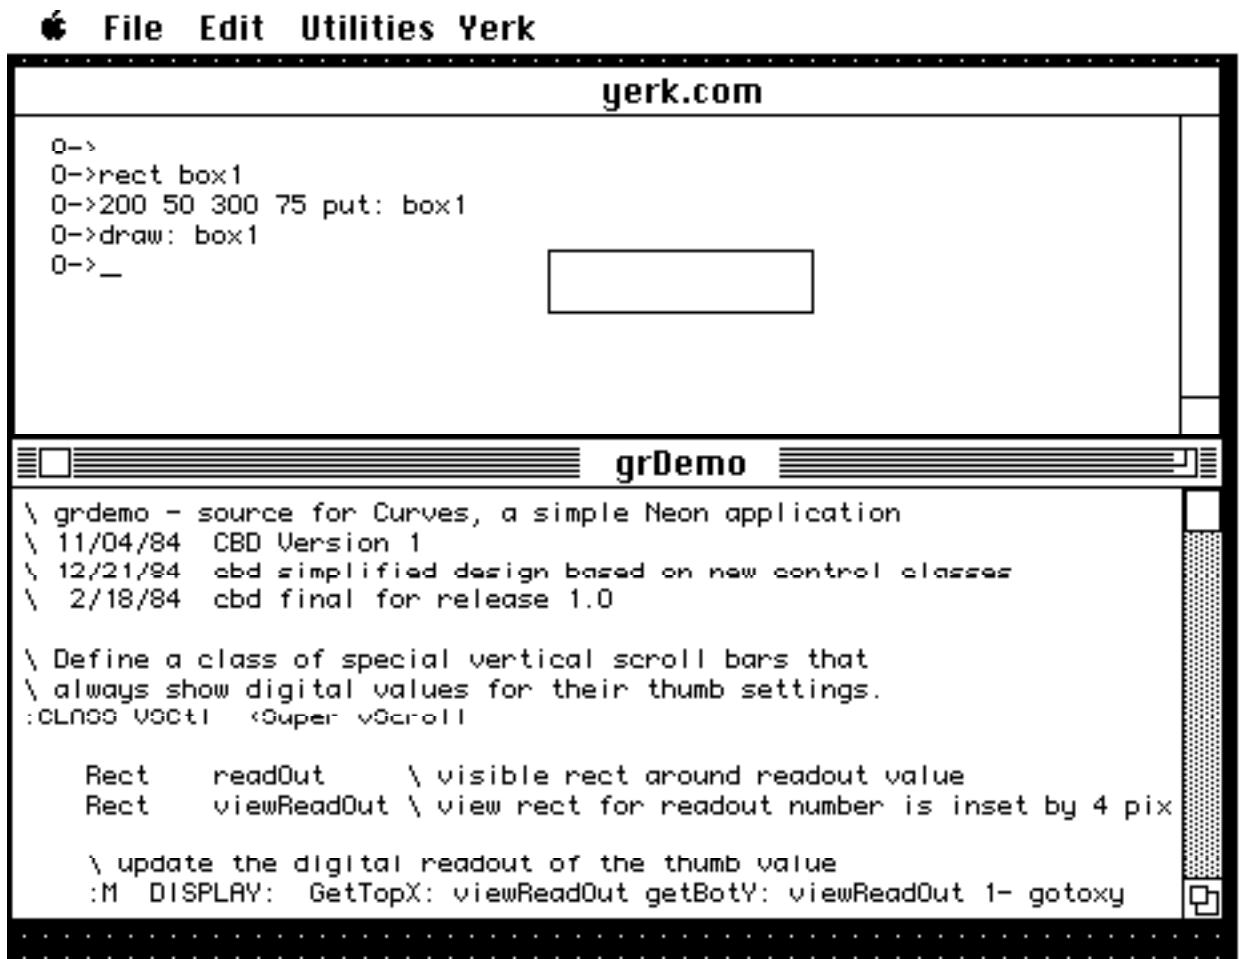 File Edit Utilities Yerk
yerk.com
0->
0->rect box1
0->200 50 300 75 put: box1
0->draw: box1
0->_
grDemo
\ grdemo - source for Curves, a simple Neon application
\ 11/04/84 CBD Version 1
\ 12/21/84 cbd simplified design based on new control classes
\ 2/18/84 cbd final for release 1.0
\ Define a class of special vertical scroll bars that
\ always show digital values for their thumb settings.
:CLASS VSCtl <Super vScroll
Rect readOut \ visible rect around readout value
Rect viewReadOut \ view rect for readout number is inset by 4 pix
\ update the digital readout of the thumb value
:M DISPLAY: GetTopX: viewReadOut getBotY: viewReadOut 1- gotoxy